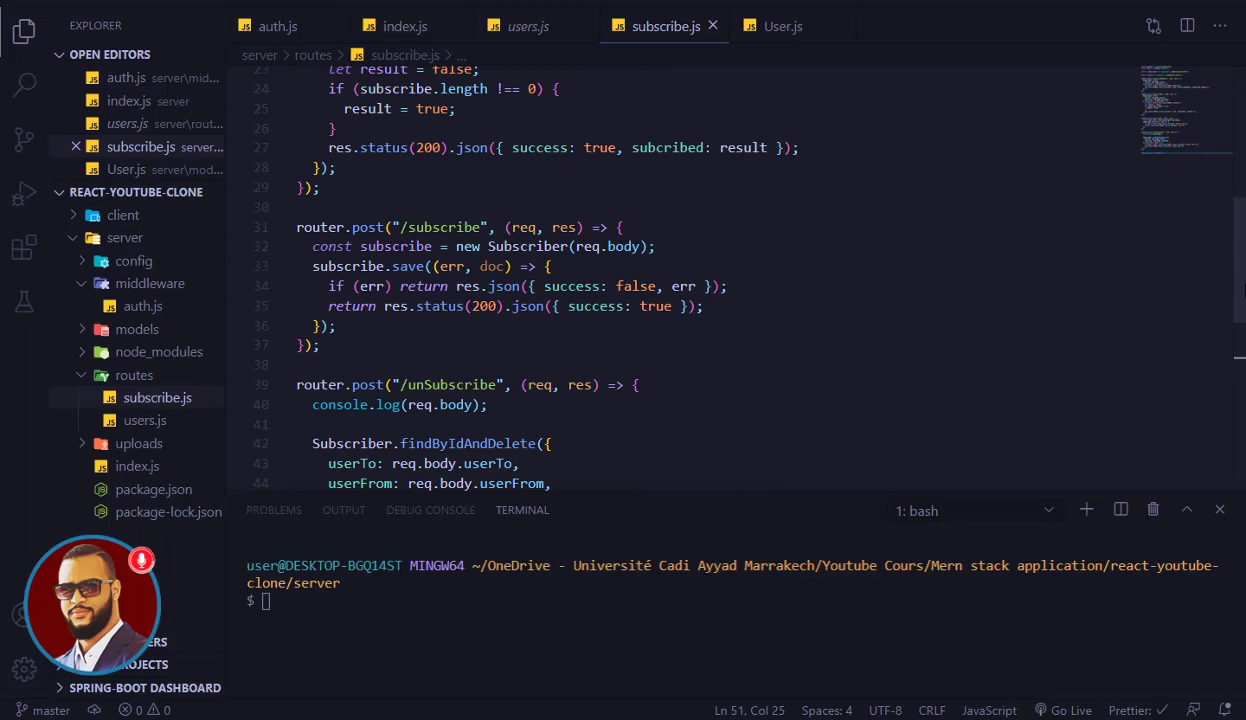 EXPLORER
OPEN EDITORS
auth.js server\mid...
index.js server
users.js server\rout...
subscribe.js server...
User.js server\mod...
REACT-YOUTUBE-CLONE
client
server
config
middleware
auth.js
models
node_modules
routes
subscribe.js
users.js
uploads
index.js
package.json
package-lock.json
SPRING-BOOT DASHBOARD
auth.js index.js users.js subscribe.js User.js
server > routes > subscribe.js > ...
23 let result = false;
24 if (subscribe.length !== 0) {
25 result = true;
26 }
27 res.status(200).json({ success: true, subcribed: result });
28 });
29 });
30
31 router.post("/subscribe", (req, res) => {
32 const subscribe = new Subscriber(req.body);
33 subscribe.save((err, doc) => {
34 if (err) return res.json({ success: false, err });
35 return res.status(200).json({ success: true });
36 });
37 });
38
39 router.post("/unSubscribe", (req, res) => {
40 console.log(req.body);
41
42 Subscriber.findByIdAndDelete({
43 userTo: req.body.userTo,
44 userFrom: req.body.userFrom,
PROBLEMS OUTPUT DEBUG CONSOLE TERMINAL 1: bash
user@DESKTOP-BGQ14ST MINGW64 ~/OneDrive - Université Cadi Ayyad Marrakech/Youtube Cours/Mern stack application/react-youtube-
clone/server
$
master 0 0 Ln 51, Col 25 Spaces: 4 UTF-8 CRLF JavaScript Go Live Prettier: ✓